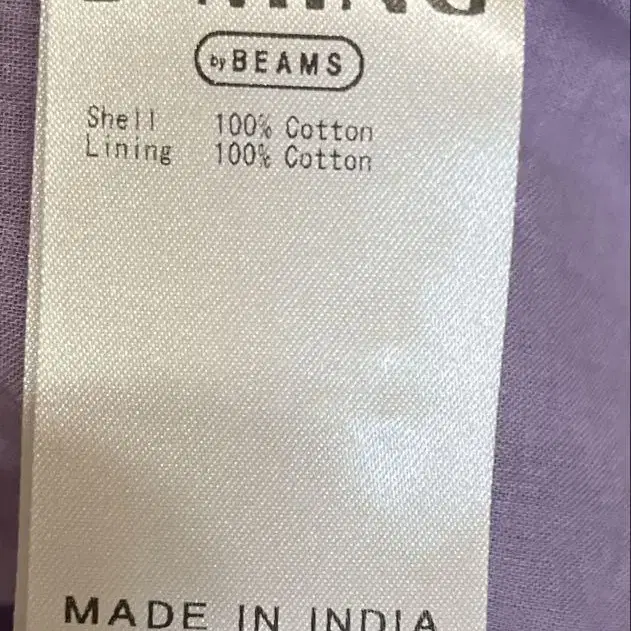 by BEAMS
Shell 100% Cotton
Lining 100% Cotton
MADE IN INDIA